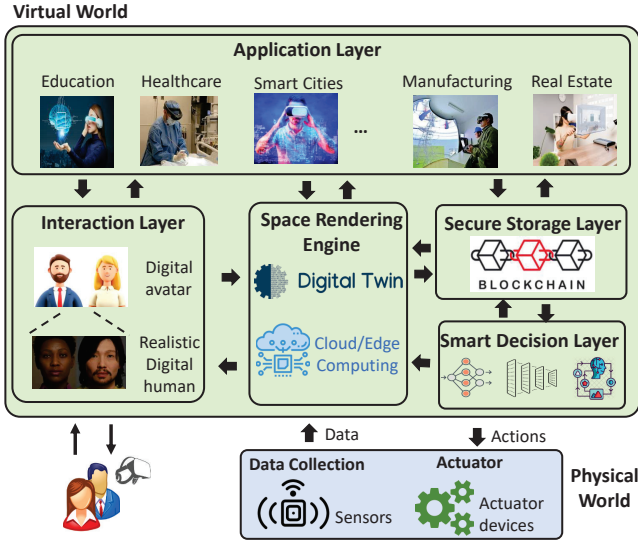 Virtual World
Application Layer
Education
Healthcare
Smart Cities
...
Manufacturing
Real Estate
Interaction Layer
Digital
avatar
Realistic
Digital
human
Space Rendering
Engine
Digital Twin
Cloud/Edge
Computing
Secure Storage Layer
BLOCKCHAIN
Smart Decision Layer
Data
Actions
Data Collection
Sensors
Actuator
Actuator
devices
Physical
World